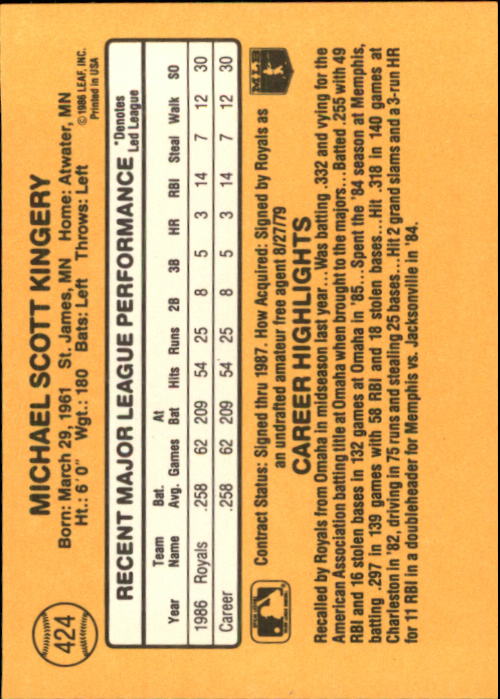 424
MICHAEL SCOTT KINGERY
Born: March 29, 1961 St. James, MN Home: Atwater, MN
Ht.: 6'0" Wgt.: 180 Bats: Left Throws: Left
© 1986 LEAF, INC.
Printed in USA
RECENT MAJOR LEAGUE PERFORMANCE
*Denotes
Led League
Year Team Name Bat. Avg. Games At Bat Hits Runs 2B 3B HR RBI Steal Walk SO
1986 Royals .258 62 209 54 25 8 5 3 14 7 12 30
Career .258 62 209 54 25 8 5 3 14 7 12 30
Contract Status: Signed thru 1987. How Acquired: Signed by Royals as
an undrafted amateur free agent 8/27/79
MLB
CAREER HIGHLIGHTS
Recalled by Royals from Omaha in midseason last year...Was batting .332 and vying for the
American Association batting title at Omaha when brought to the majors...Batted .255 with 49
RBI and 16 stolen bases in 132 games at Omaha in '85...Spent the '84 season at Memphis,
batting .297 in 139 games with 58 RBI and 18 stolen bases...Hit .318 in 140 games at
Charleston in '82, driving in 75 runs and stealing 25 bases...Hit 2 grand slams and a 3-run HR
for 11 RBI in a doubleheader for Memphis vs. Jacksonville in '84.